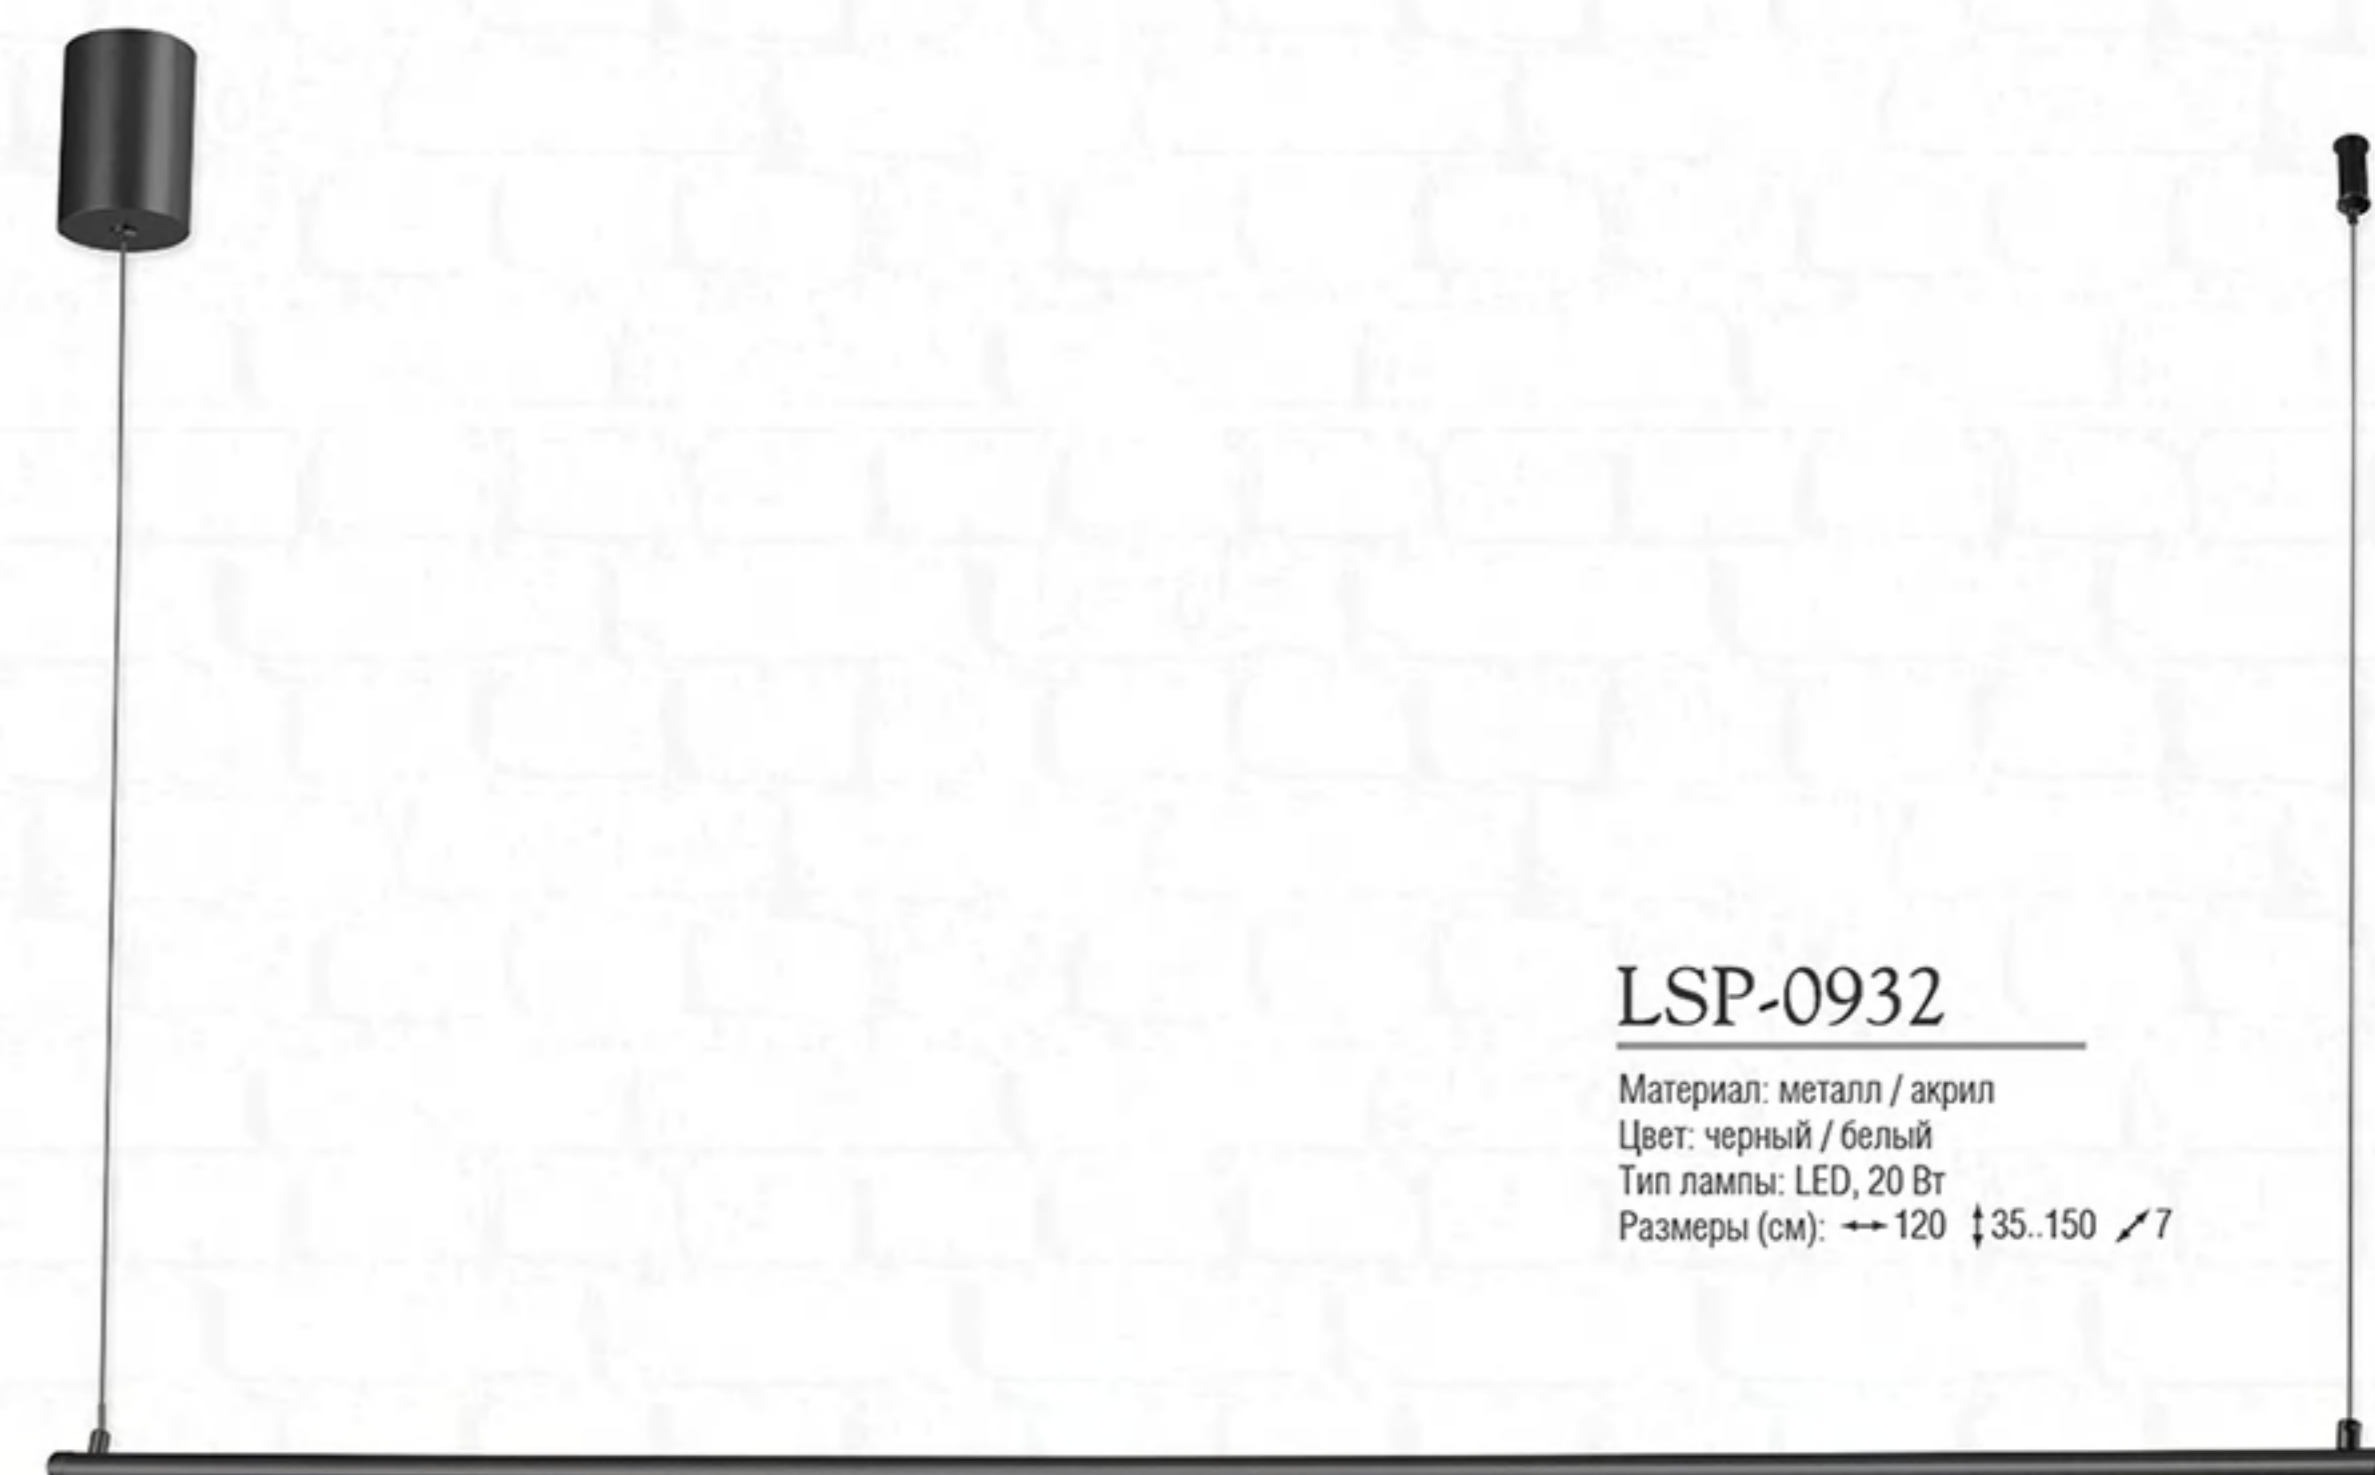 LSP-0932
Материал: металл / акрил
Цвет: черный / белый
Тип лампы: LED, 20 Вт
Размеры (см): ↔ 120 ↕ 35..150 ⤢ 7